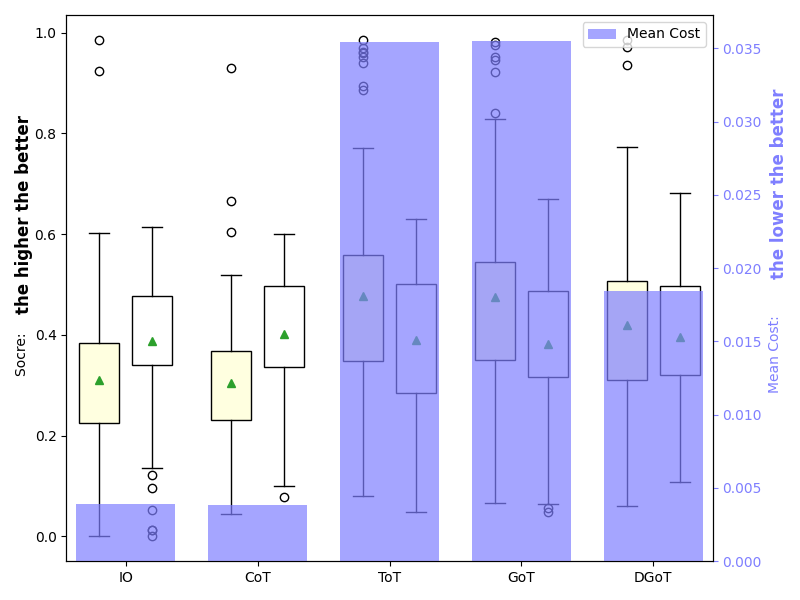 Mean Cost
1.0
0.8
0.6
0.4
0.2
0.0
Socre: the higher the better
0.035
0.030
0.025
0.020
0.015
0.010
0.005
0.000
Mean Cost: the lower the better
IO
CoT
ToT
GoT
DGoT